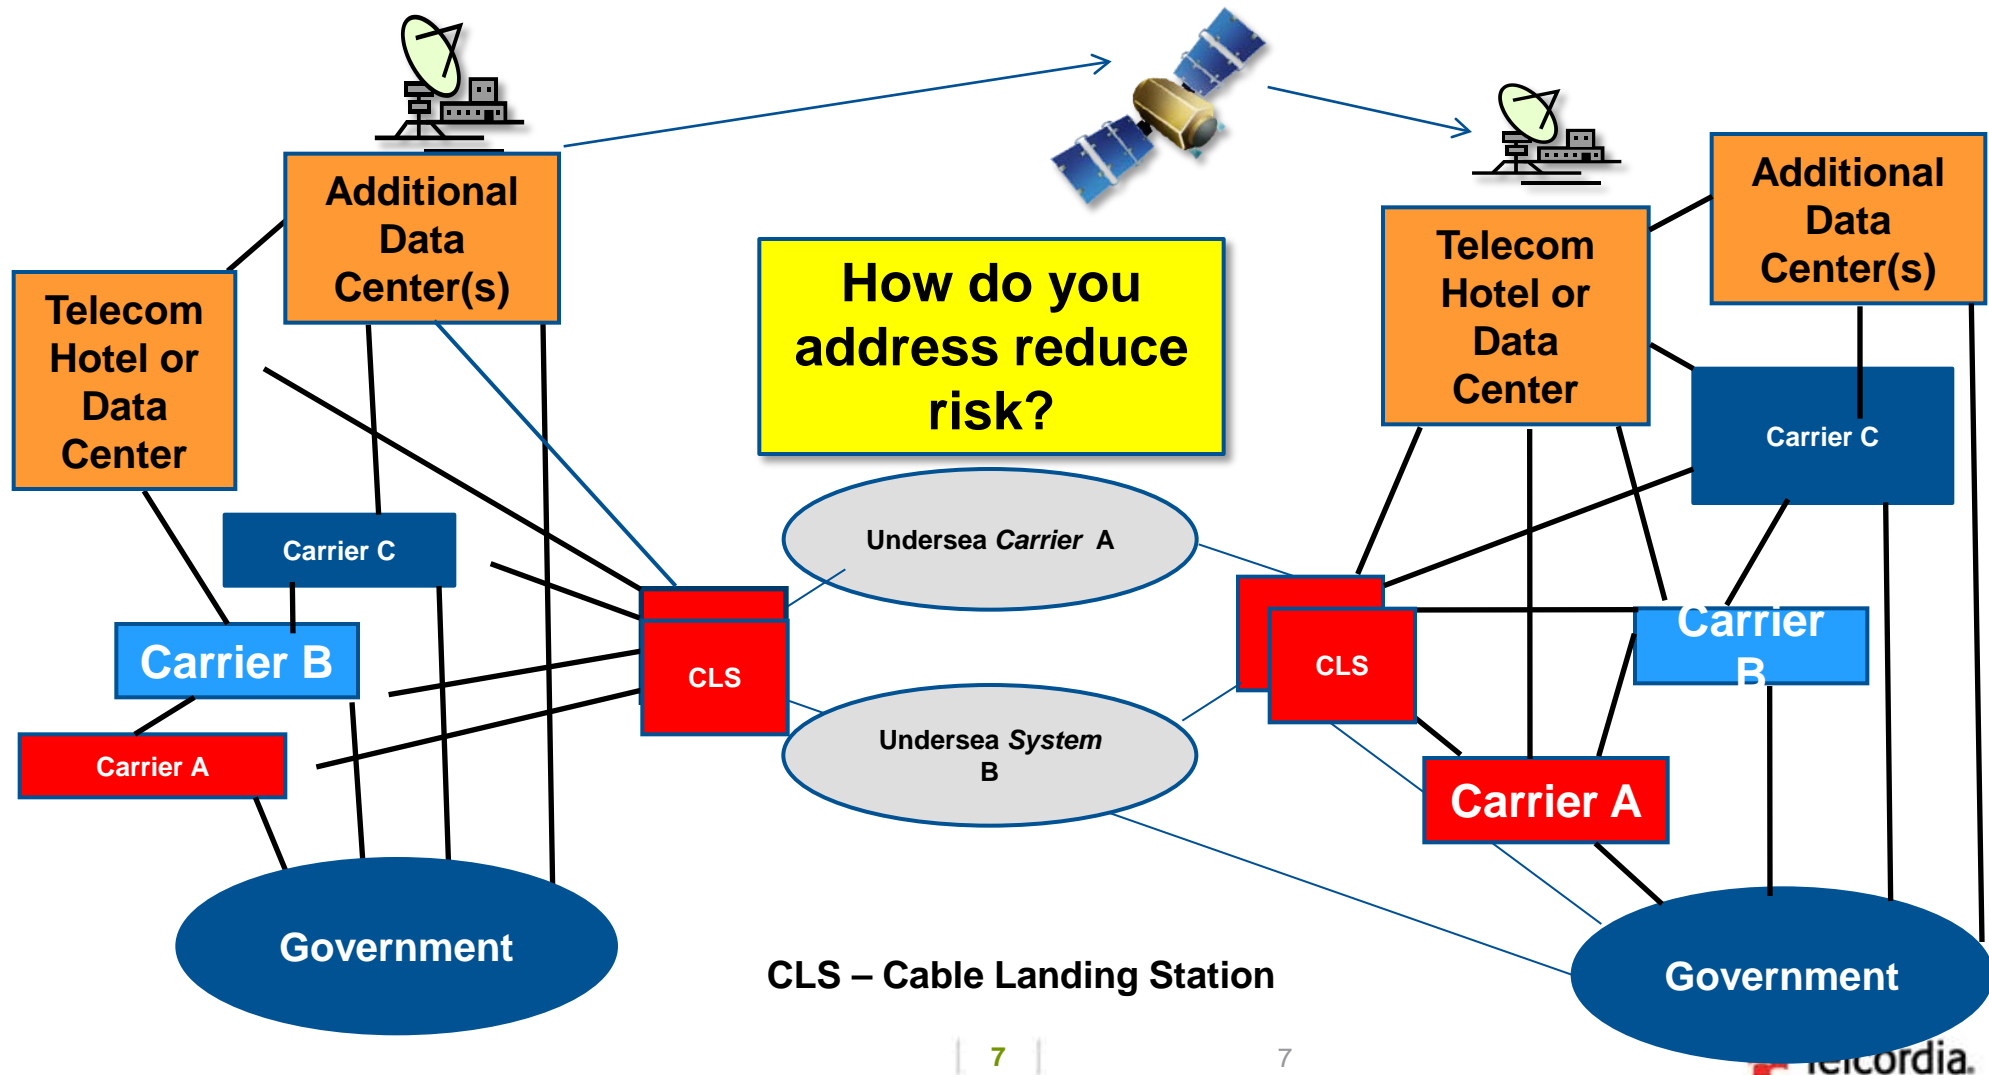 Additional
Data
Center(s)
Telecom
Hotel or
Data
Center
Carrier C
Carrier B
Carrier A
Government
CLS
How do you
address reduce
risk?
Undersea Carrier A
Undersea System
B
CLS – Cable Landing Station
Telecom
Hotel or
Data
Center
Additional
Data
Center(s)
Carrier C
Carrier
B
CLS
Carrier A
Government
7
7
Telcordia.